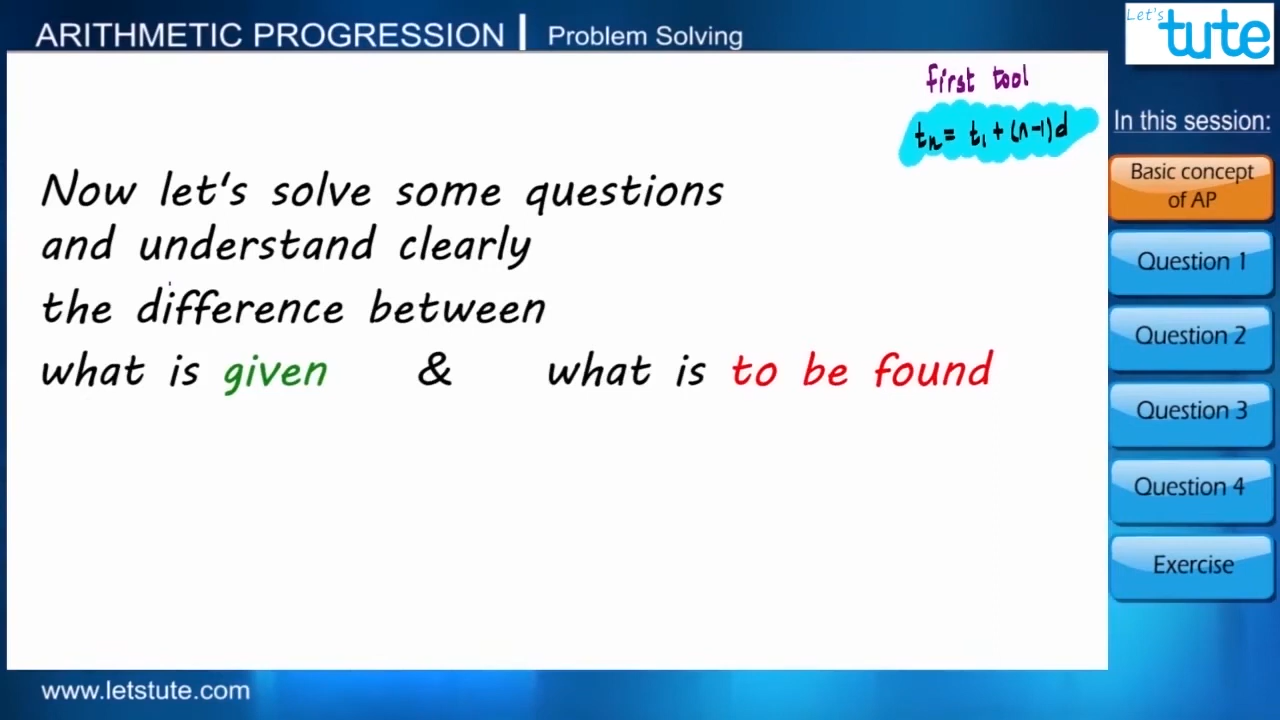 ARITHMETIC PROGRESSION | Problem Solving
Let's
tute
first tool
tₙ = t₁ + (n-1)d
In this session:
Basic concept
of AP
Question 1
Question 2
Question 3
Question 4
Exercise
Now let's solve some questions
and understand clearly
the difference between
what is given & what is to be found
www.letstute.com